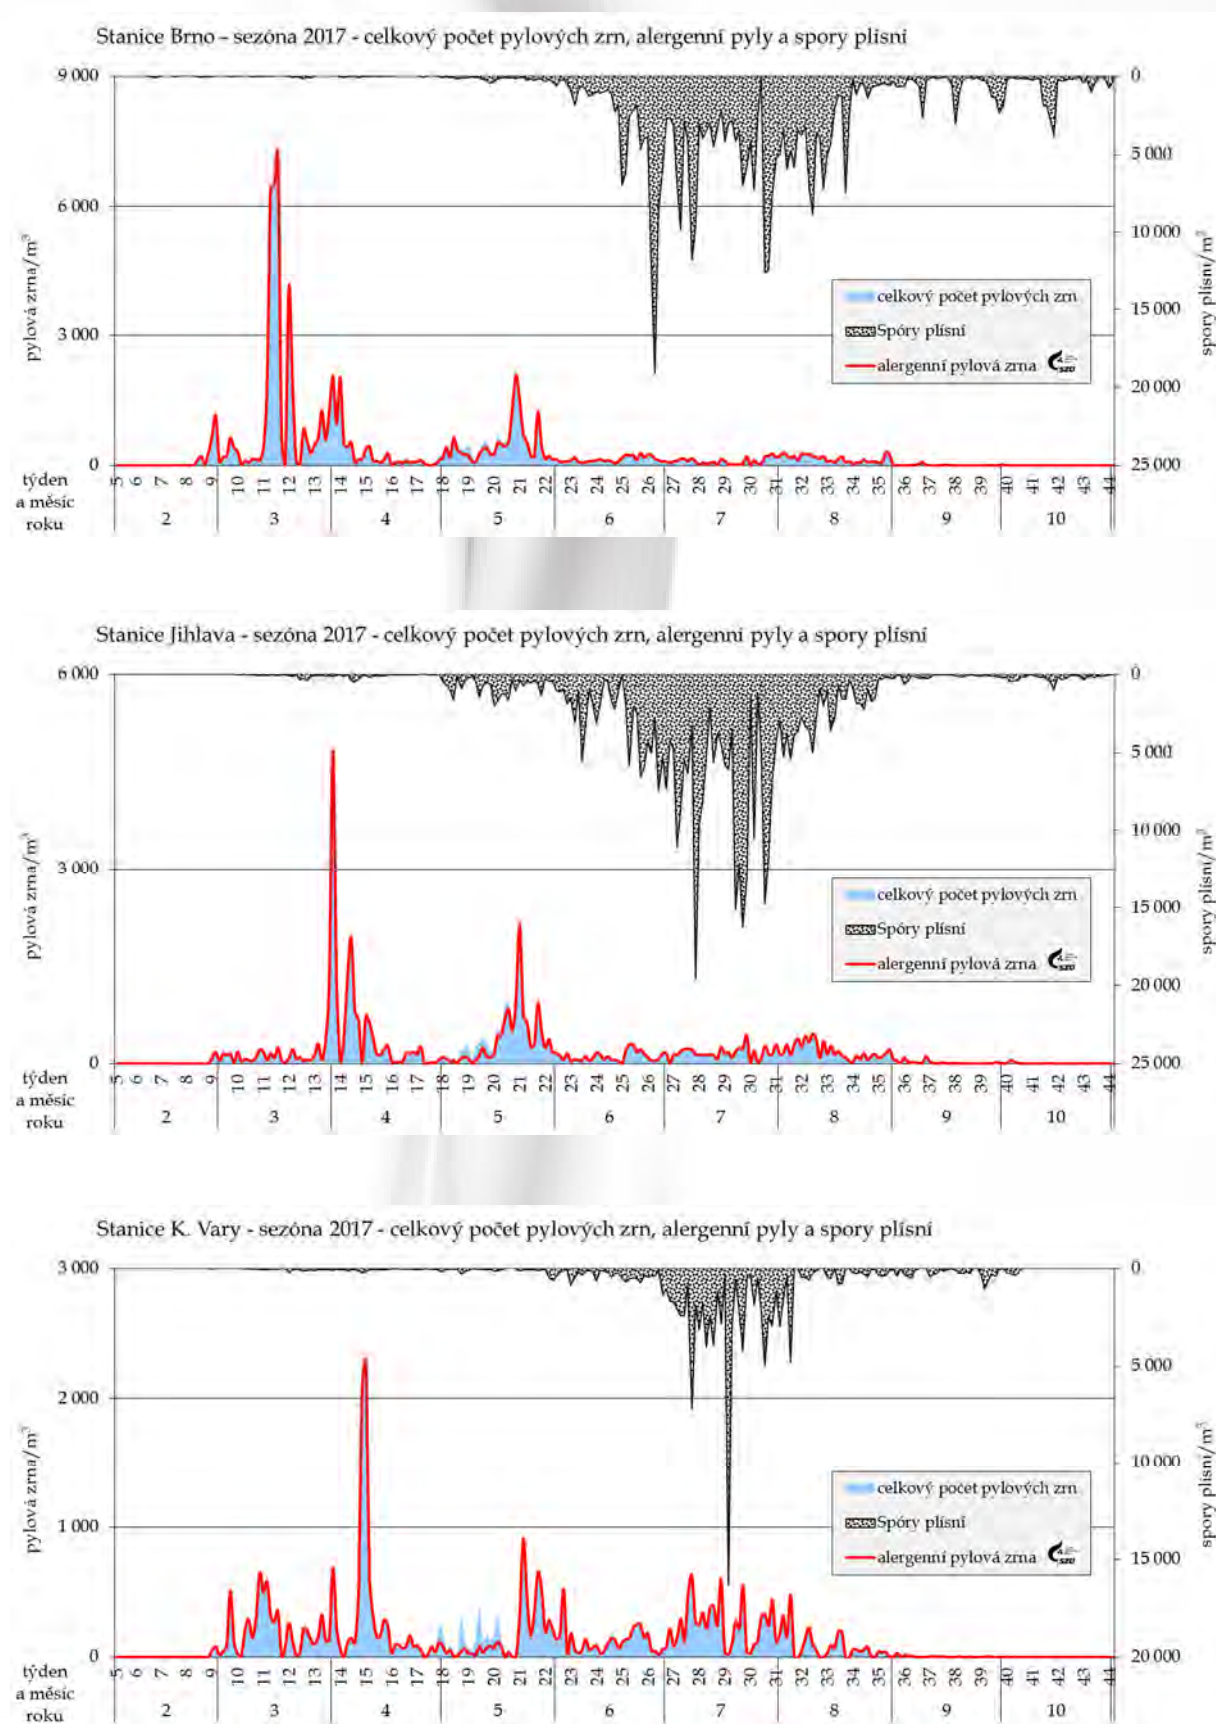 Stanice Brno – sezóna 2017 - celkový počet pylových zrn, alergenní pyly a spory plísní
9 000
6 000
3 000
0
pylová zrna/m³
0
5 000
10 000
15 000
20 000
25 000
spory plísní/m³
celkový počet pylových zrn
Spóry plísní
alergenní pylová zrna
SZÚ
týden
a měsíc
roku
5 6 7 8 9 10 11 12 13 14 15 16 17 18 19 20 21 22 23 24 25 26 27 28 29 30 31 32 33 34 35 36 37 38 39 40 41 42 43 44
2 3 4 5 6 7 8 9 10
Stanice Jihlava - sezóna 2017 - celkový počet pylových zrn, alergenní pyly a spory plísní
6 000
3 000
0
pylová zrna/m³
0
5 000
10 000
15 000
20 000
25 000
spory plísní/m³
celkový počet pylových zrn
Spóry plísní
alergenní pylová zrna
SZÚ
týden
a měsíc
roku
5 6 7 8 9 10 11 12 13 14 15 16 17 18 19 20 21 22 23 24 25 26 27 28 29 30 31 32 33 34 35 36 37 38 39 40 41 42 43 44
2 3 4 5 6 7 8 9 10
Stanice K. Vary - sezóna 2017 - celkový počet pylových zrn, alergenní pyly a spory plísní
3 000
2 000
1 000
0
pylová zrna/m³
0
5 000
10 000
15 000
20 000
spory plísní/m³
celkový počet pylových zrn
Spóry plísní
alergenní pylová zrna
SZÚ
týden
a měsíc
roku
5 6 7 8 9 10 11 12 13 14 15 16 17 18 19 20 21 22 23 24 25 26 27 28 29 30 31 32 33 34 35 36 37 38 39 40 41 42 43 44
2 3 4 5 6 7 8 9 10